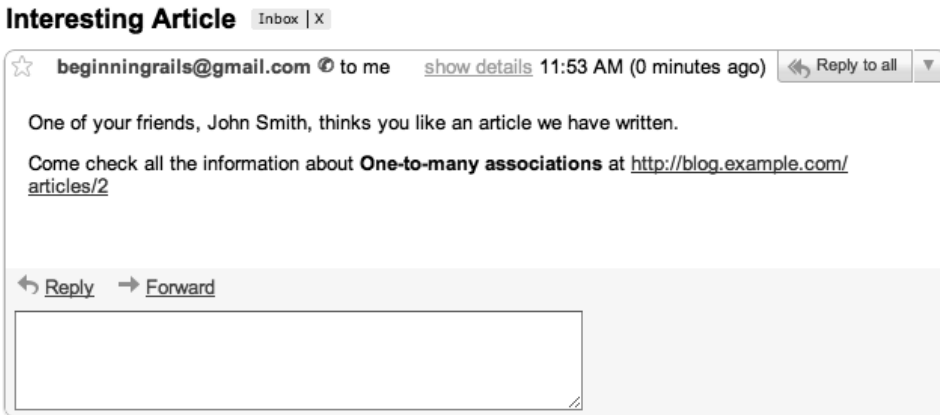 Interesting Article Inbox | X
beginningrails@gmail.com to me show details 11:53 AM (0 minutes ago) Reply to all
One of your friends, John Smith, thinks you like an article we have written.
Come check all the information about One-to-many associations at http://blog.example.com/
articles/2
Reply Forward